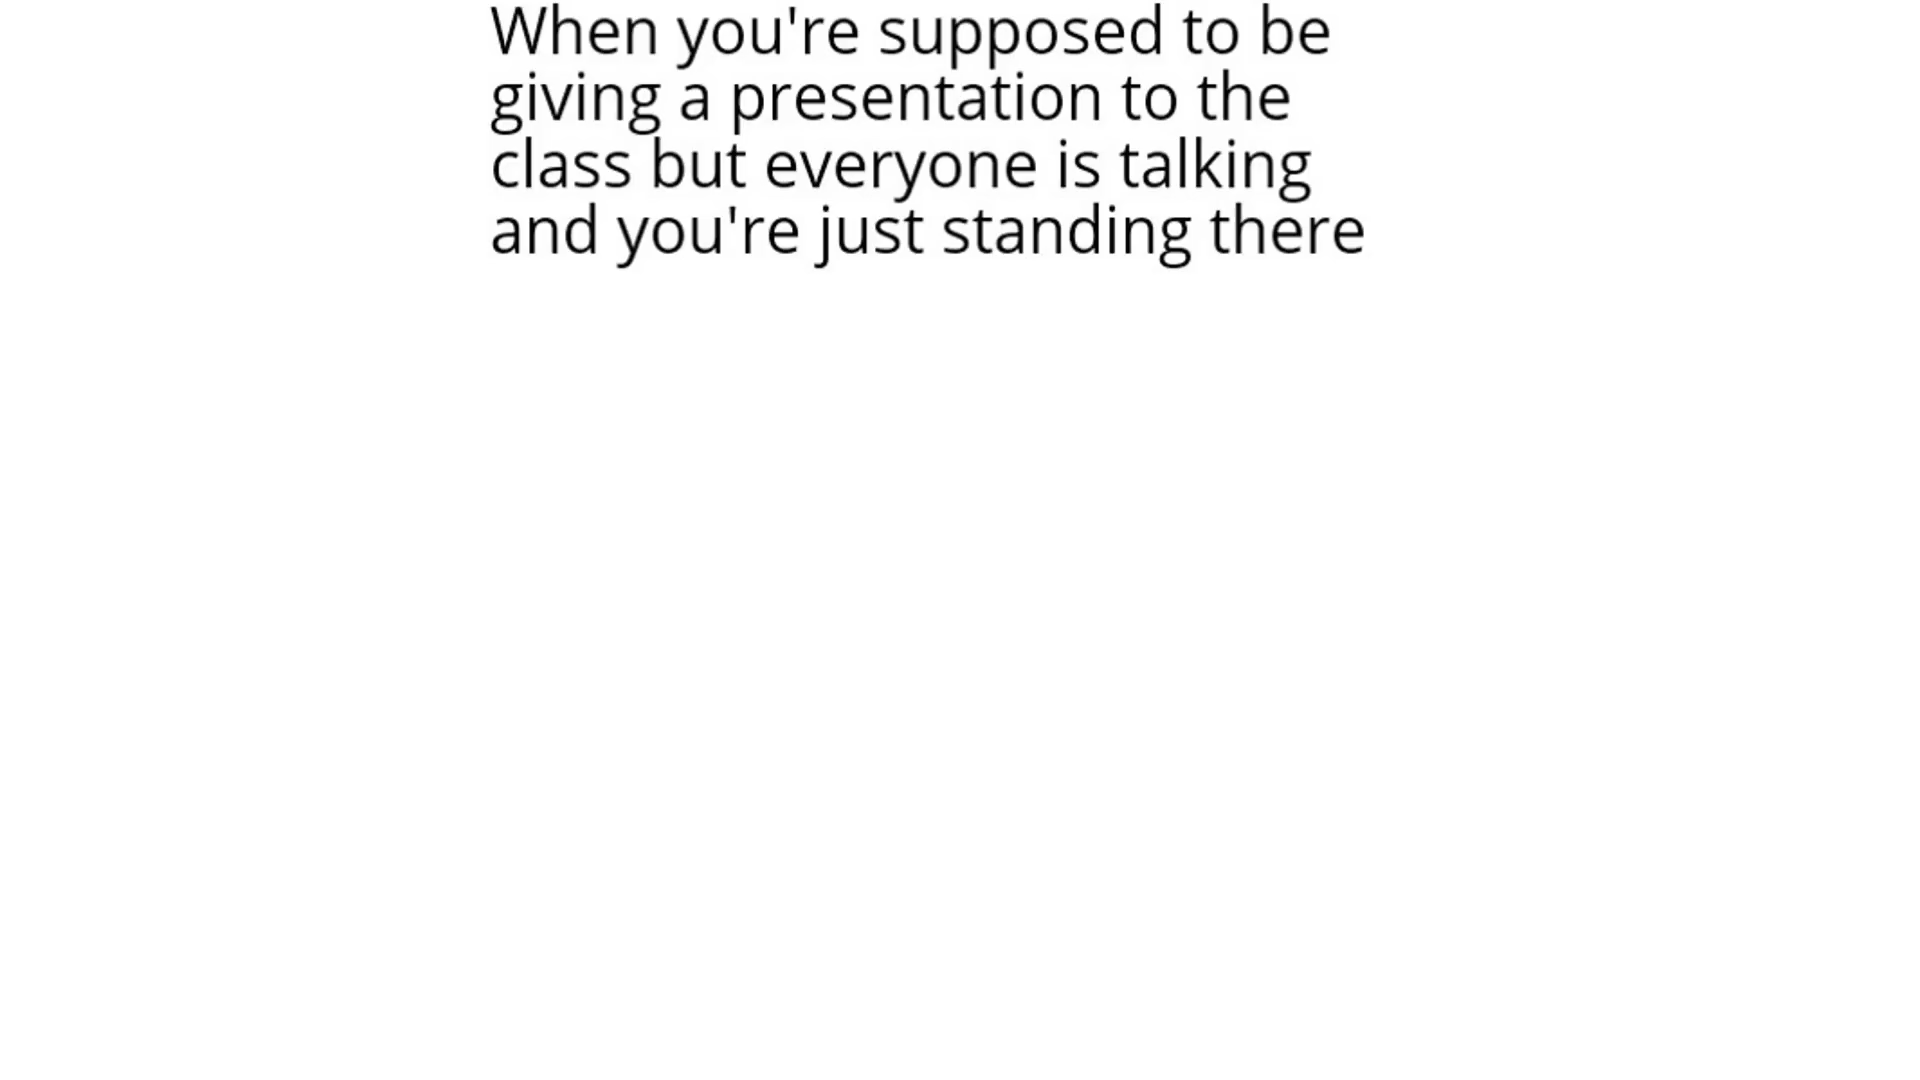 When you're supposed to be
giving a presentation to the
class but everyone is talking
and you're just standing there